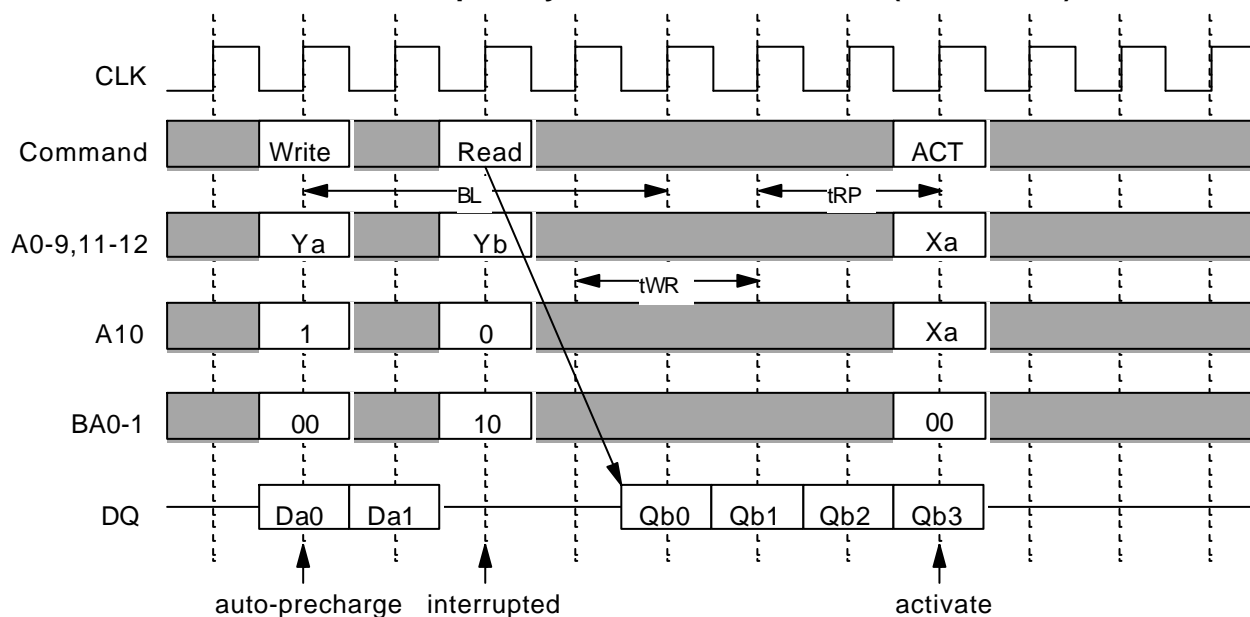 CLK
Command Write Read ACT
BL tRP
A0-9,11-12 Ya Yb Xa
tWR
A10 1 0 Xa
BA0-1 00 10 00
DQ Da0 Da1 Qb0 Qb1 Qb2 Qb3
auto-precharge interrupted activate